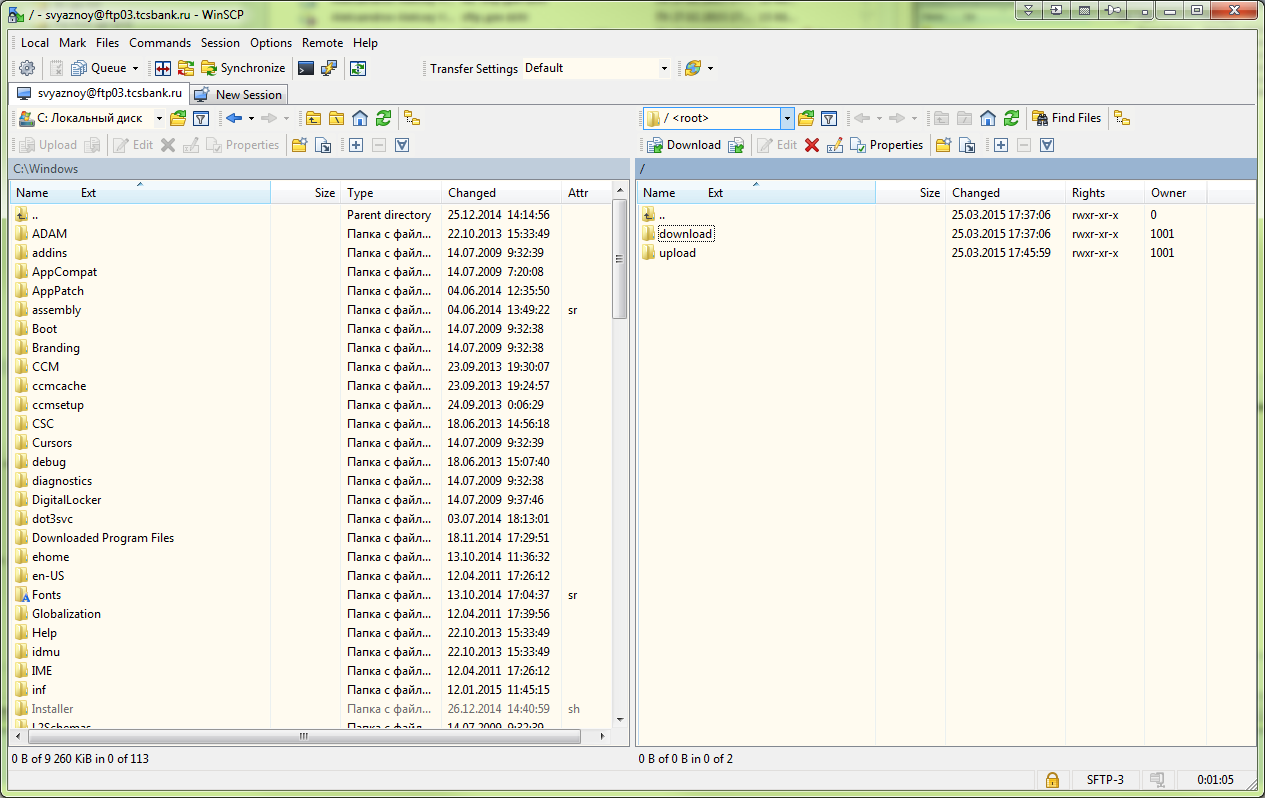 / - svyaznoy@ftp03.tcsbank.ru - WinSCP
Local Mark Files Commands Session Options Remote Help
Queue Synchronize Transfer Settings Default
svyaznoy@ftp03.tcsbank.ru New Session
C: Локальный диск / <root> Find Files
Upload Edit Properties Download Edit Properties
C:\Windows /
Name Ext Size Type Changed Attr Name Ext Size Changed Rights Owner
.. Parent directory 25.12.2014 14:14:56 .. 25.03.2015 17:37:06 rwxr-xr-x 0
ADAM Папка с файл... 22.10.2013 15:33:49 download 25.03.2015 17:37:06 rwxr-xr-x 1001
addins Папка с файл... 14.07.2009 9:32:39 upload 25.03.2015 17:45:59 rwxr-xr-x 1001
AppCompat Папка с файл... 14.07.2009 7:20:08
AppPatch Папка с файл... 04.06.2014 12:35:50
assembly Папка с файл... 04.06.2014 13:49:22 sr
Boot Папка с файл... 14.07.2009 9:32:38
Branding Папка с файл... 14.07.2009 9:32:38
CCM Папка с файл... 23.09.2013 19:30:07
ccmcache Папка с файл... 23.09.2013 19:24:57
ccmsetup Папка с файл... 24.09.2013 0:06:29
CSC Папка с файл... 18.06.2013 14:56:18
Cursors Папка с файл... 14.07.2009 9:32:39
debug Папка с файл... 18.06.2013 15:07:40
diagnostics Папка с файл... 14.07.2009 9:32:38
DigitalLocker Папка с файл... 14.07.2009 9:37:46
dot3svc Папка с файл... 03.07.2014 18:13:01
Downloaded Program Files Папка с файл... 18.11.2014 17:29:51
ehome Папка с файл... 13.10.2014 11:36:32
en-US Папка с файл... 12.04.2011 17:26:12
Fonts Папка с файл... 13.10.2014 17:04:37 sr
Globalization Папка с файл... 12.04.2011 17:39:56
Help Папка с файл... 22.10.2013 15:33:49
idmu Папка с файл... 22.10.2013 15:33:49
IME Папка с файл... 12.04.2011 17:26:12
inf Папка с файл... 12.01.2015 11:45:15
Installer Папка с файл... 26.12.2014 14:40:59 sh
L2Schemas Папка с файл... 14.07.2009 9:32:39
0 B of 9 260 KiB in 0 of 113 0 B of 0 B in 0 of 2
SFTP-3 0:01:05